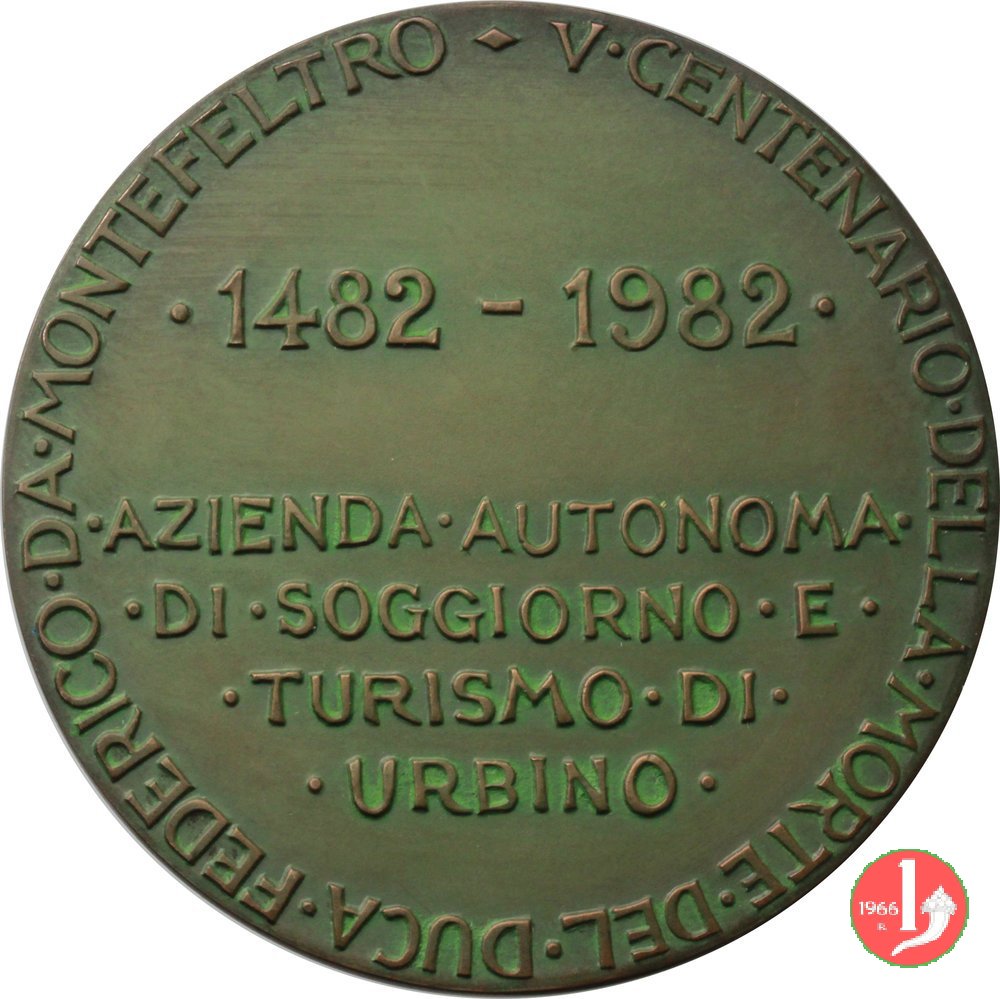 V·CENTENARIO·DELLA·MORTE·DEL·DUCA·FEDERICO·DA·MONTEFELTRO
·1482 - 1982·
·AZIENDA·AUTONOMA·
·DI·SOGGIORNO·E·
·TURISMO·DI·
·URBINO·
1966
R.